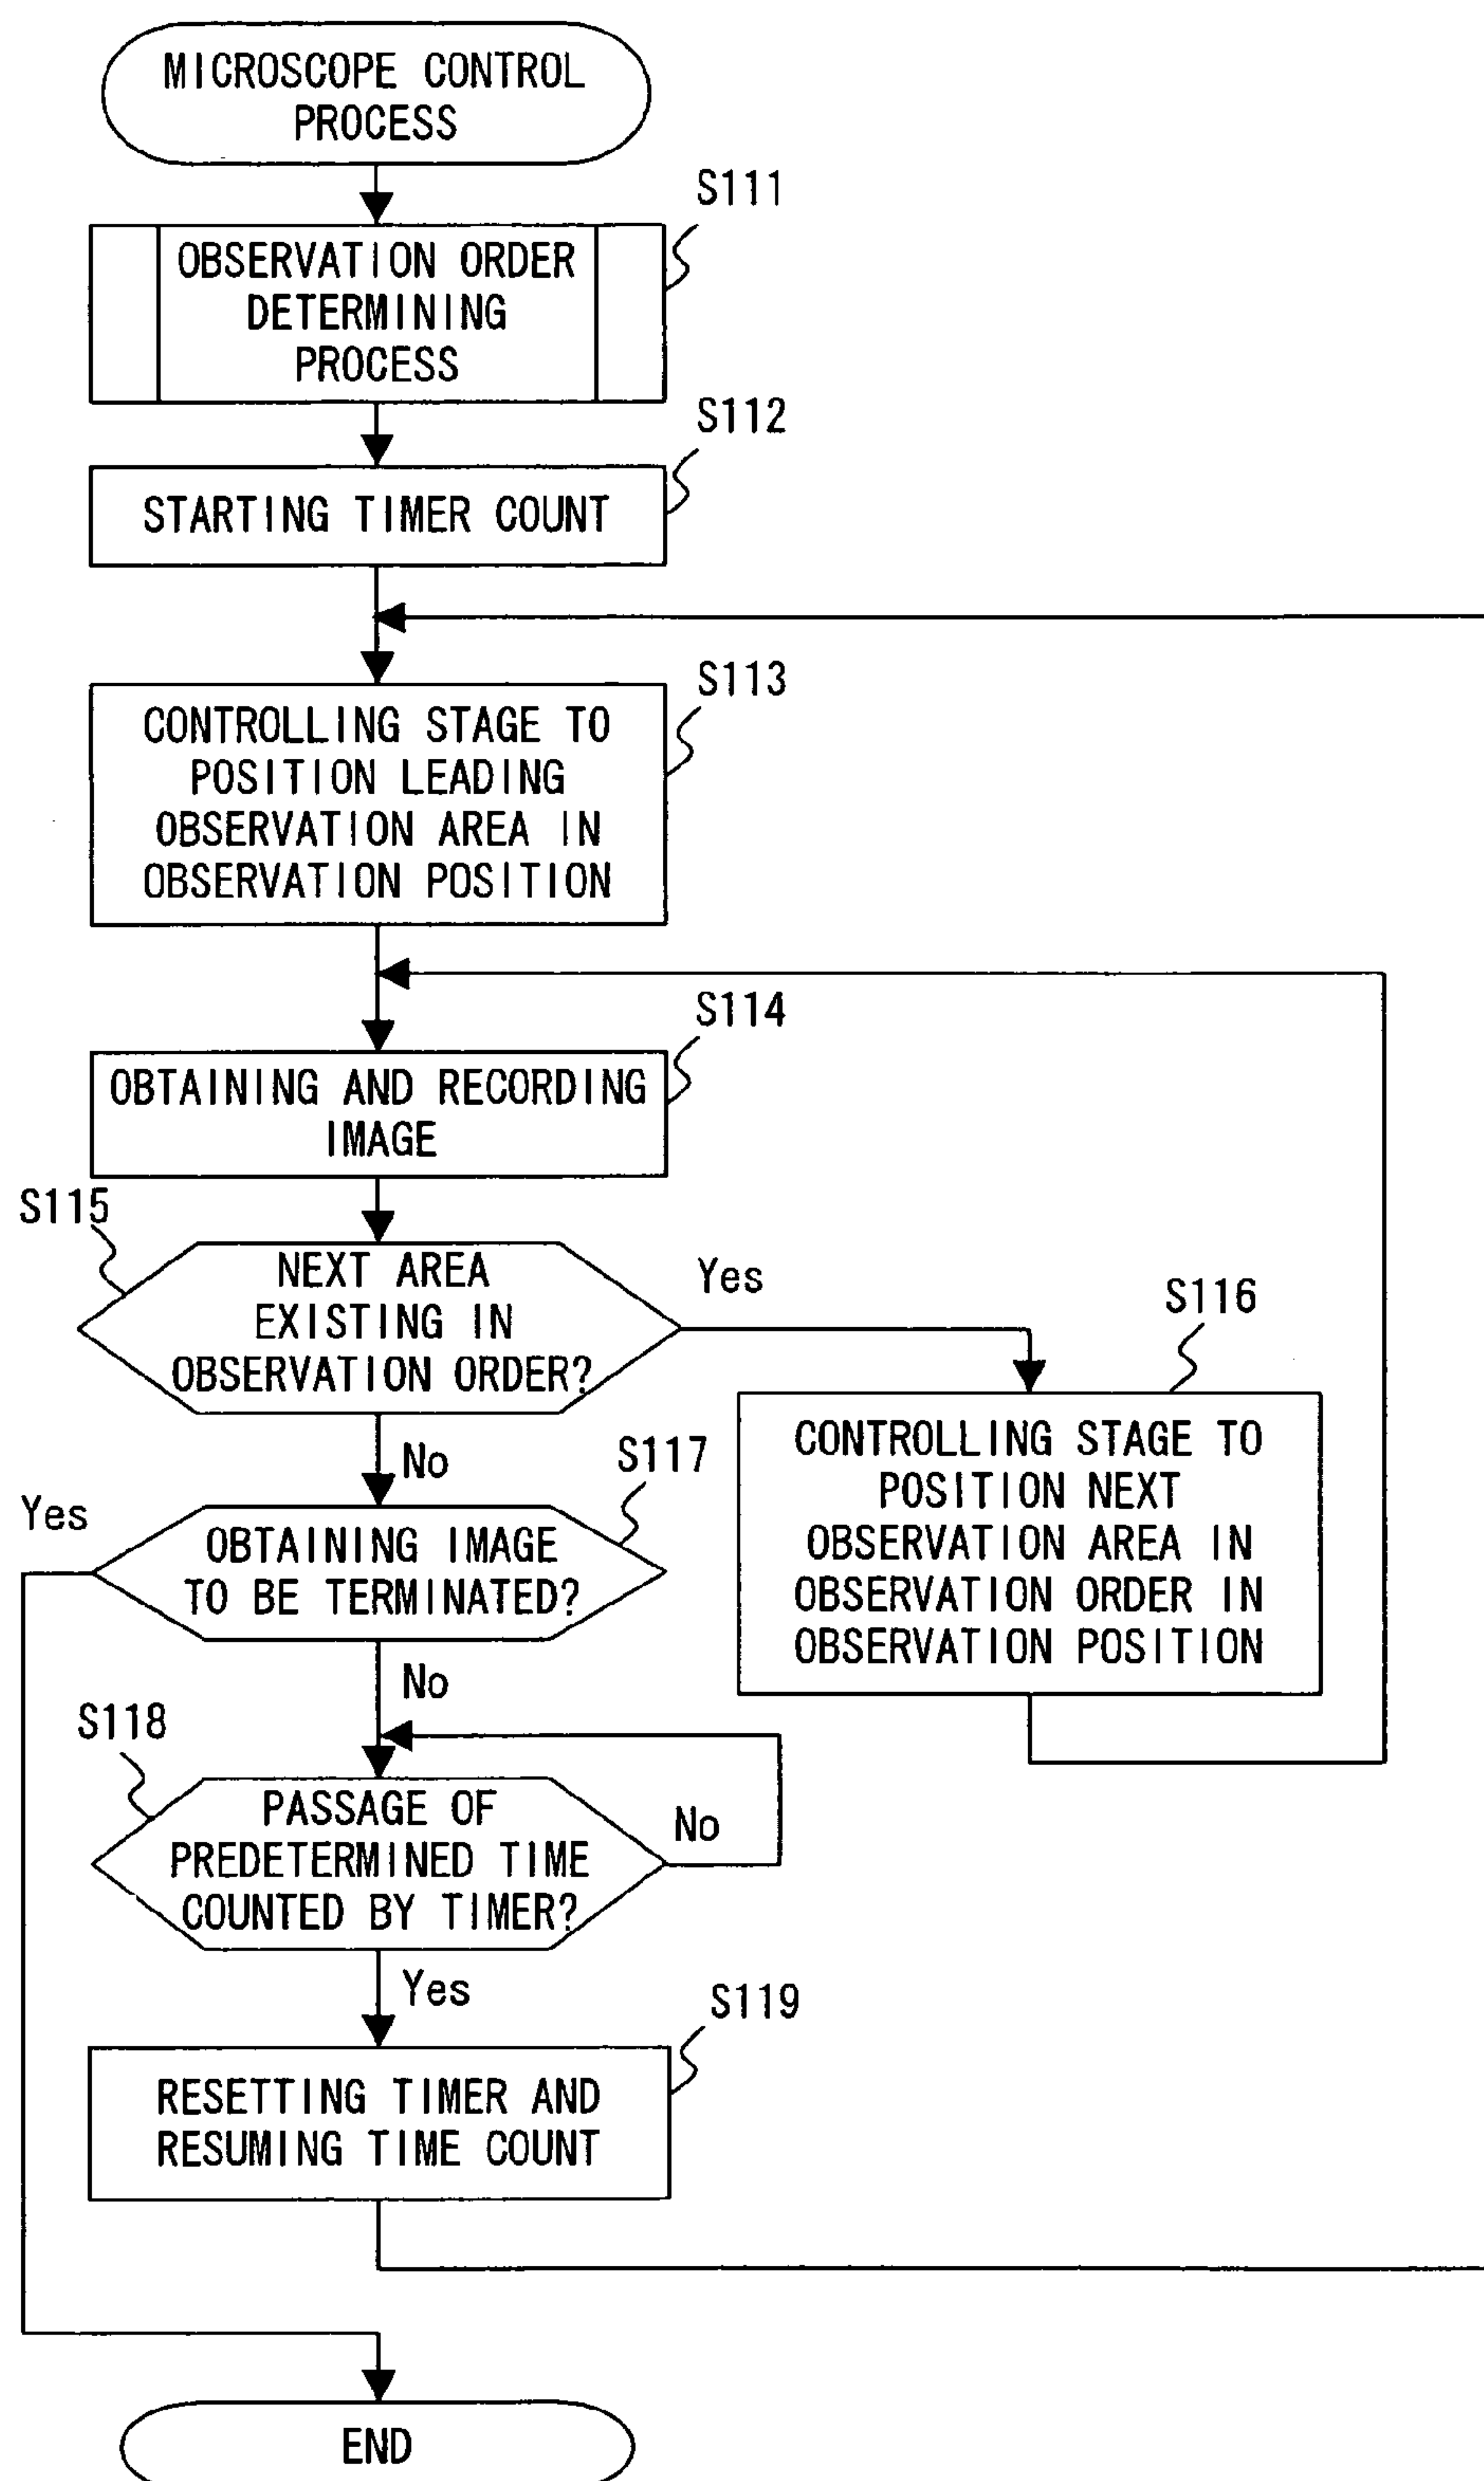 MICROSCOPE CONTROL
PROCESS
S111
OBSERVATION ORDER
DETERMINING
PROCESS
S112
STARTING TIMER COUNT
S113
CONTROLLING STAGE TO
POSITION LEADING
OBSERVATION AREA IN
OBSERVATION POSITION
S114
OBTAINING AND RECORDING
IMAGE
S115
NEXT AREA
EXISTING IN
OBSERVATION ORDER?
Yes
S116
CONTROLLING STAGE TO
POSITION NEXT
OBSERVATION AREA IN
OBSERVATION ORDER IN
OBSERVATION POSITION
No
S117
Yes
OBTAINING IMAGE
TO BE TERMINATED?
No
S118
PASSAGE OF
PREDETERMINED TIME
COUNTED BY TIMER?
No
Yes
S119
RESETTING TIMER AND
RESUMING TIME COUNT
END